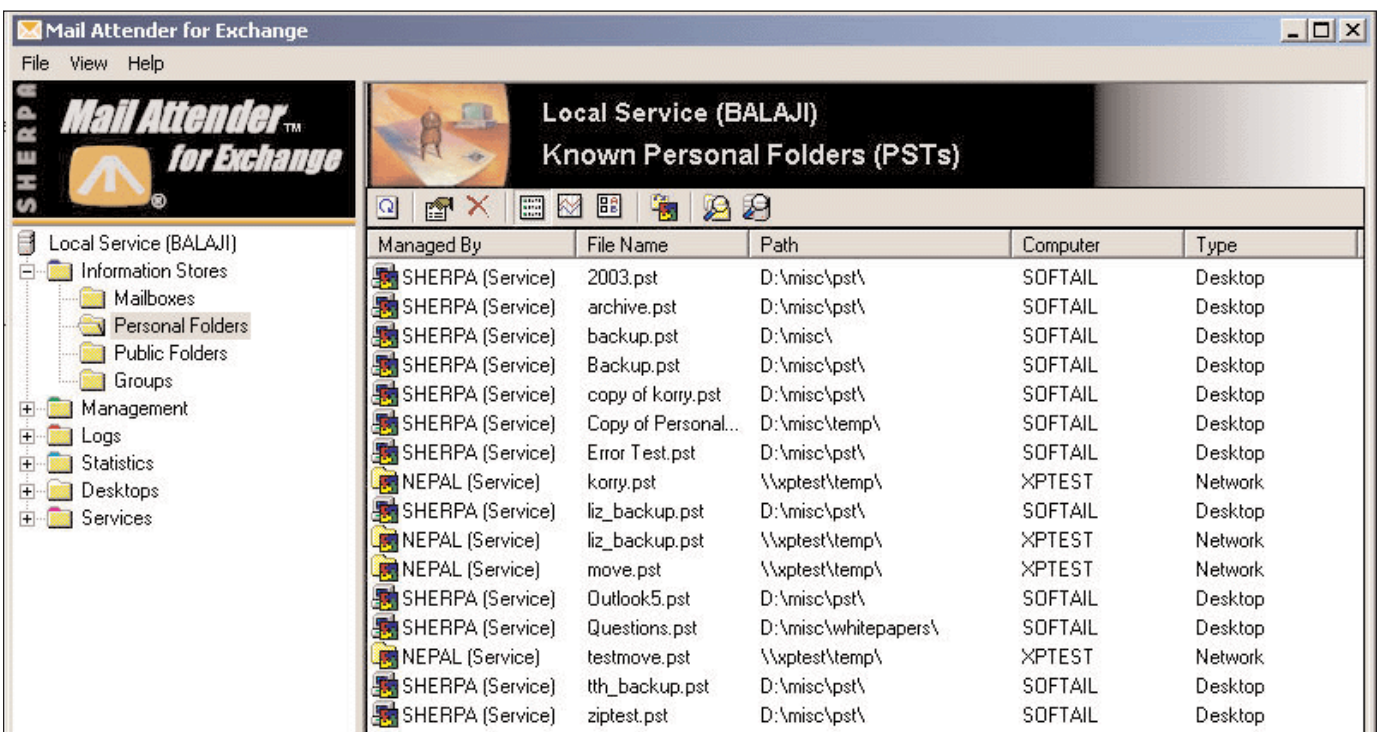 Mail Attender for Exchange
File View Help
SHERPA
Mail Attender TM
for Exchange
®
Local Service (BALAJI)
Known Personal Folders (PSTs)
Local Service (BALAJI)
Information Stores
Mailboxes
Personal Folders
Public Folders
Groups
Management
Logs
Statistics
Desktops
Services
Managed By File Name Path Computer Type
SHERPA (Service) 2003.pst D:\misc\pst\ SOFTAIL Desktop
SHERPA (Service) archive.pst D:\misc\pst\ SOFTAIL Desktop
SHERPA (Service) backup.pst D:\misc\ SOFTAIL Desktop
SHERPA (Service) Backup.pst D:\misc\pst\ SOFTAIL Desktop
SHERPA (Service) copy of korry.pst D:\misc\pst\ SOFTAIL Desktop
SHERPA (Service) Copy of Personal... D:\misc\temp\ SOFTAIL Desktop
SHERPA (Service) Error Test.pst D:\misc\pst\ SOFTAIL Desktop
NEPAL (Service) korry.pst \\xptest\temp\ XPTEST Network
SHERPA (Service) liz_backup.pst D:\misc\pst\ SOFTAIL Desktop
NEPAL (Service) liz_backup.pst \\xptest\temp\ XPTEST Network
NEPAL (Service) move.pst \\xptest\temp\ XPTEST Network
SHERPA (Service) Outlook5.pst D:\misc\pst\ SOFTAIL Desktop
SHERPA (Service) Questions.pst D:\misc\whitepapers\ SOFTAIL Desktop
NEPAL (Service) testmove.pst \\xptest\temp\ XPTEST Network
SHERPA (Service) tth_backup.pst D:\misc\pst\ SOFTAIL Desktop
SHERPA (Service) ziptest.pst D:\misc\pst\ SOFTAIL Desktop